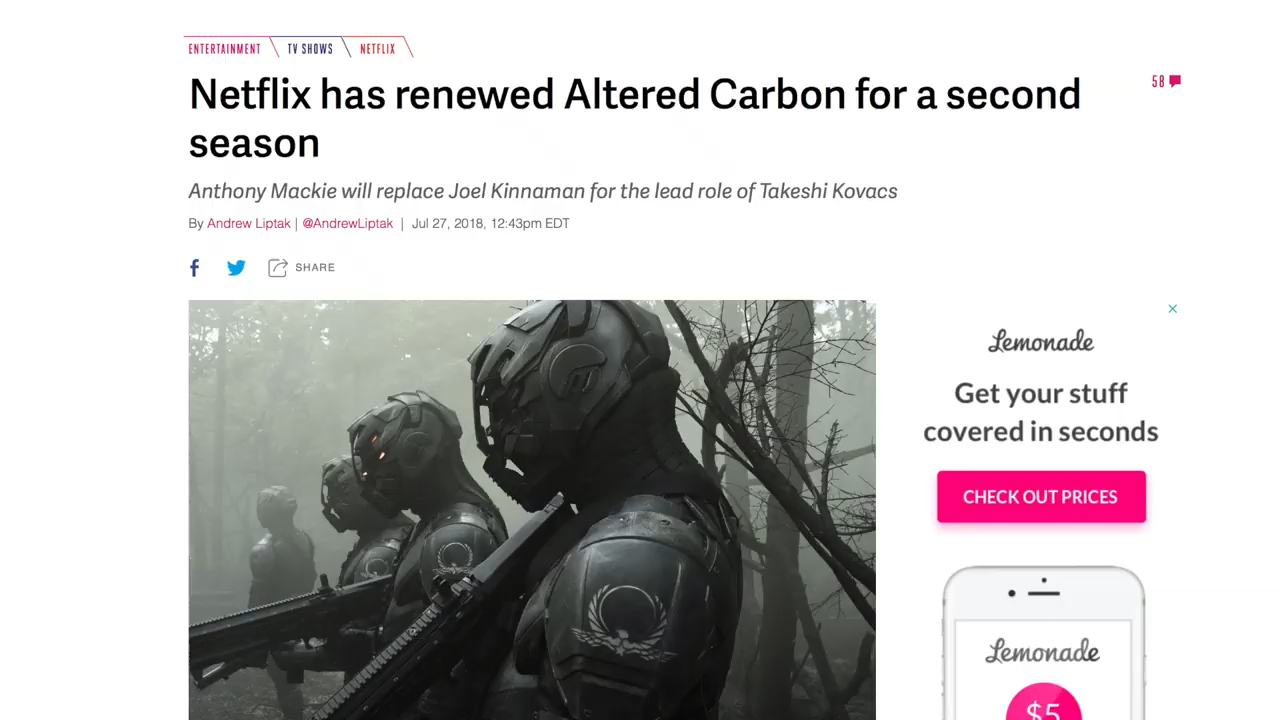 ENTERTAINMENT TV SHOWS NETFLIX
Netflix has renewed Altered Carbon for a second
season
58
Anthony Mackie will replace Joel Kinnaman for the lead role of Takeshi Kovacs
By Andrew Liptak | @AndrewLiptak | Jul 27, 2018, 12:43pm EDT
SHARE
Lemonade
Get your stuff
covered in seconds
CHECK OUT PRICES
Lemonade
$5